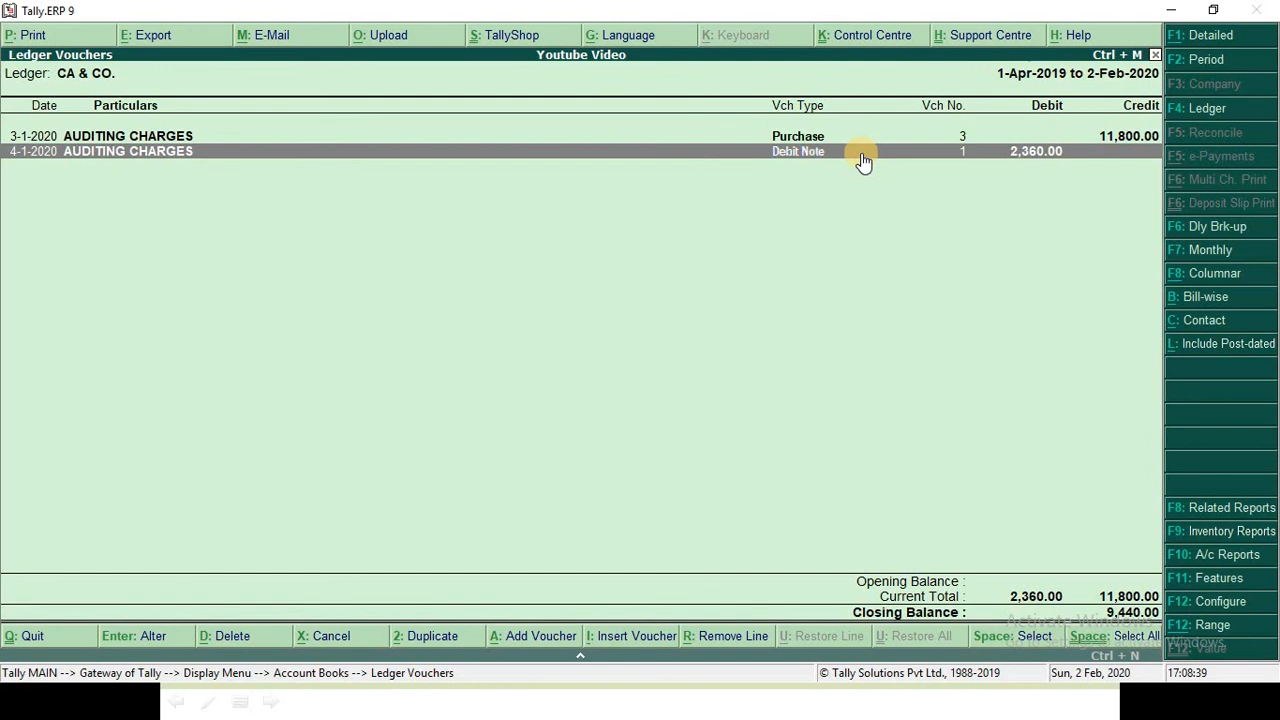 Tally.ERP 9
P: Print E: Export M: E-Mail O: Upload S: TallyShop G: Language K: Keyboard K: Control Centre H: Support Centre H: Help
Ledger Vouchers Youtube Video Ctrl + M
Ledger: CA & CO. 1-Apr-2019 to 2-Feb-2020
Date Particulars Vch Type Vch No. Debit Credit
3-1-2020 AUDITING CHARGES Purchase 3 11,800.00
4-1-2020 AUDITING CHARGES Debit Note 1 2,360.00
Opening Balance :
Current Total : 2,360.00 11,800.00
Closing Balance : 9,440.00
Q: Quit Enter: Alter D: Delete X: Cancel 2: Duplicate A: Add Voucher I: Insert Voucher R: Remove Line U: Restore Line U: Restore All Space: Select Space: Select All
Ctrl + N
Tally MAIN --> Gateway of Tally --> Display Menu --> Account Books --> Ledger Vouchers © Tally Solutions Pvt Ltd., 1988-2019 Sun, 2 Feb, 2020 17:08:39
F1: Detailed
F2: Period
F3: Company
F4: Ledger
F5: Reconcile
F5: e-Payments
F6: Multi Ch. Print
F6: Deposit Slip Print
F6: Dly Brk-up
F7: Monthly
F8: Columnar
B: Bill-wise
C: Contact
L: Include Post-dated
F8: Related Reports
F9: Inventory Reports
F10: A/c Reports
F11: Features
F12: Configure
F12: Range
F12: Value
Activate Windows